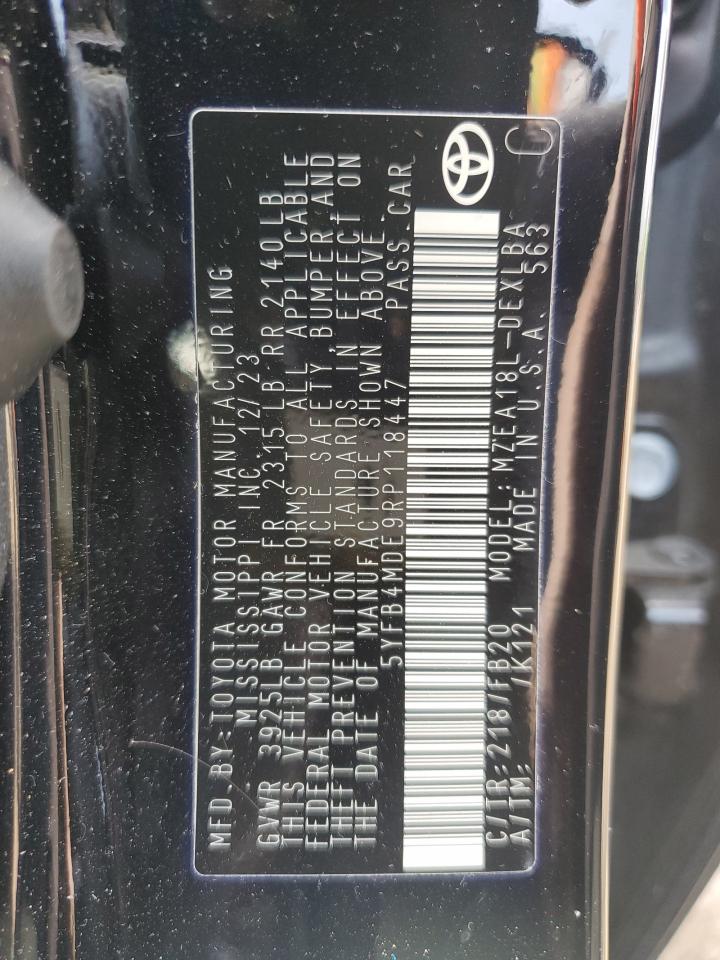 MFD.BY:TOYOTA MOTOR MANUFACTURING
MISSISSIPPI INC.12/23
GVWR 3925LB GAWR FR 2315LB RR 2140LB
THIS VEHICLE CONFORMS TO ALL APPLICABLE
FEDERAL MOTOR VEHICLE SAFETY, BUMPER AND
THEFT PREVENTION STANDARDS IN EFFECT ON
THE DATE OF MANUFACTURE SHOWN ABOVE.
5YFB4MDE9RP118447 PASS.CAR
C/TR:218/FB20 MODEL:MZEA18L-DEXLBA
A/TM: /K121 MADE IN U.S.A. 563
C